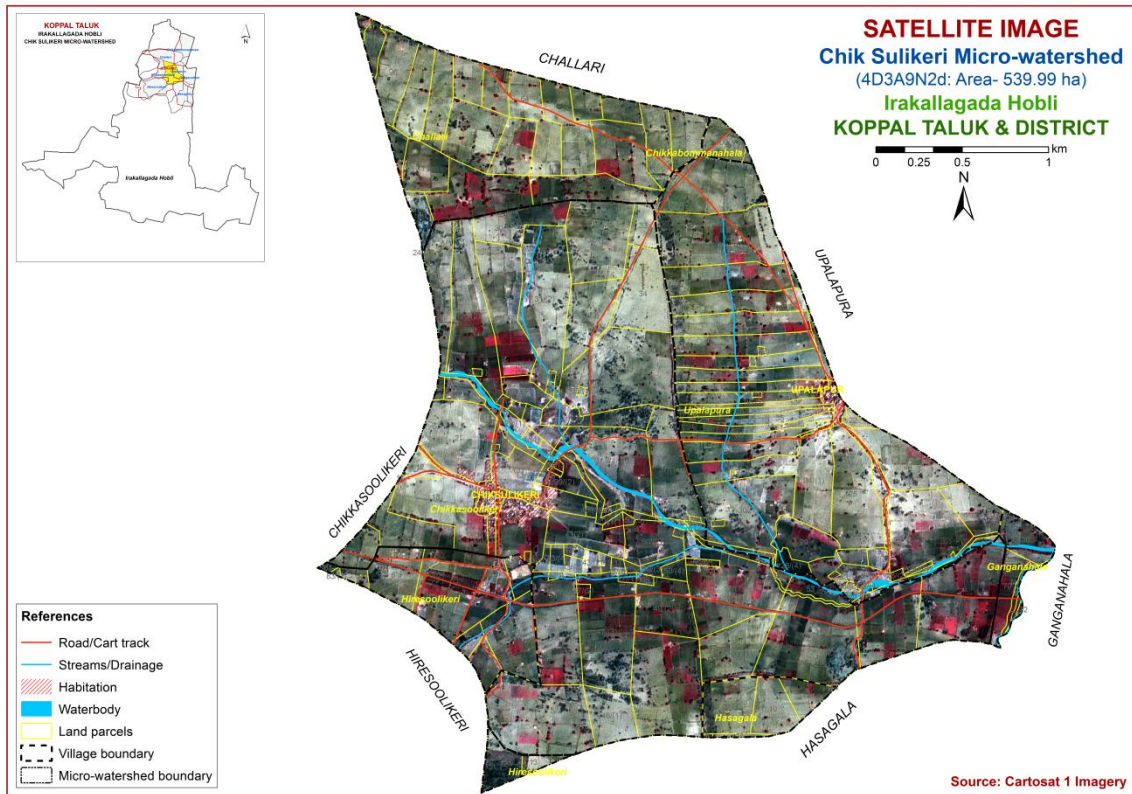 KOPPAL TALUK
IRAKALLAGADA HOBLI
CHIK SULIKERI MICRO-WATERSHED
N
Irakallagada Hobli
SATELLITE IMAGE
Chik Sulikeri Micro-watershed
(4D3A9N2d: Area- 539.99 ha)
Irakallagada Hobli
KOPPAL TALUK & DISTRICT
km
0 0.25 0.5 1
N
CHALLARI
Challari
Chikkabommanahala
UPALAPURA
24
UPALAPUR
Upalapura
CHIKKASOOLIKERI
CHIKSULIKERI
Chikkasoolikeri
Hiresoolikeri
HIRESOOLIKERI
Ganganahala
GANGANAHALA
Hasagala
HASAGALA
Hiresoolikeri
References
Road/Cart track
Streams/Drainage
Habitation
Waterbody
Land parcels
Village boundary
Micro-watershed boundary
Source: Cartosat 1 Imagery